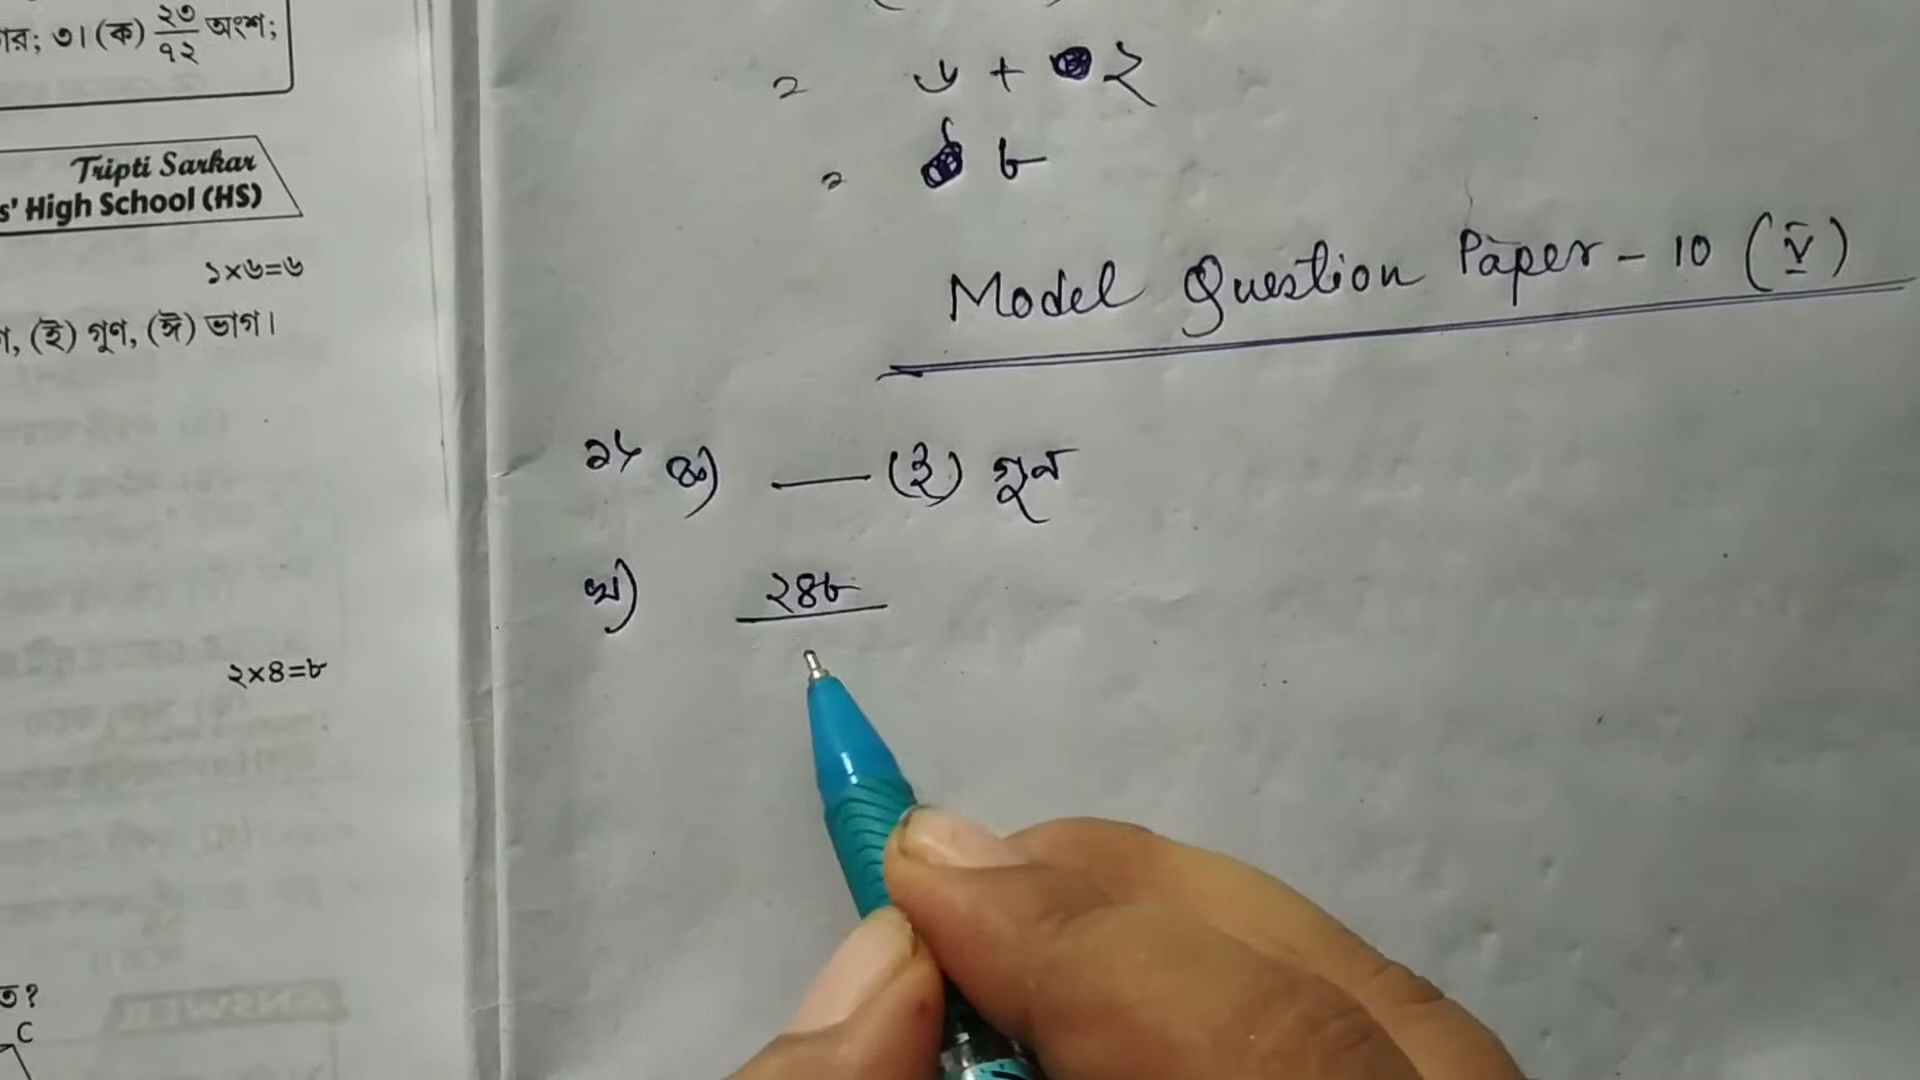 র; ৩। (ক) ২৩/৭২ অংশ;
Tripti Sarkar
s' High School (HS)
১×৬=৬
, (ই) গুণ, (ঈ) ভাগ।
২×৪=৮
ত?
C
= ৬ + ২
= ৮
Model Question Paper - 10 (V)
১। ক) — (ই) গুন
খ) ২৪৮